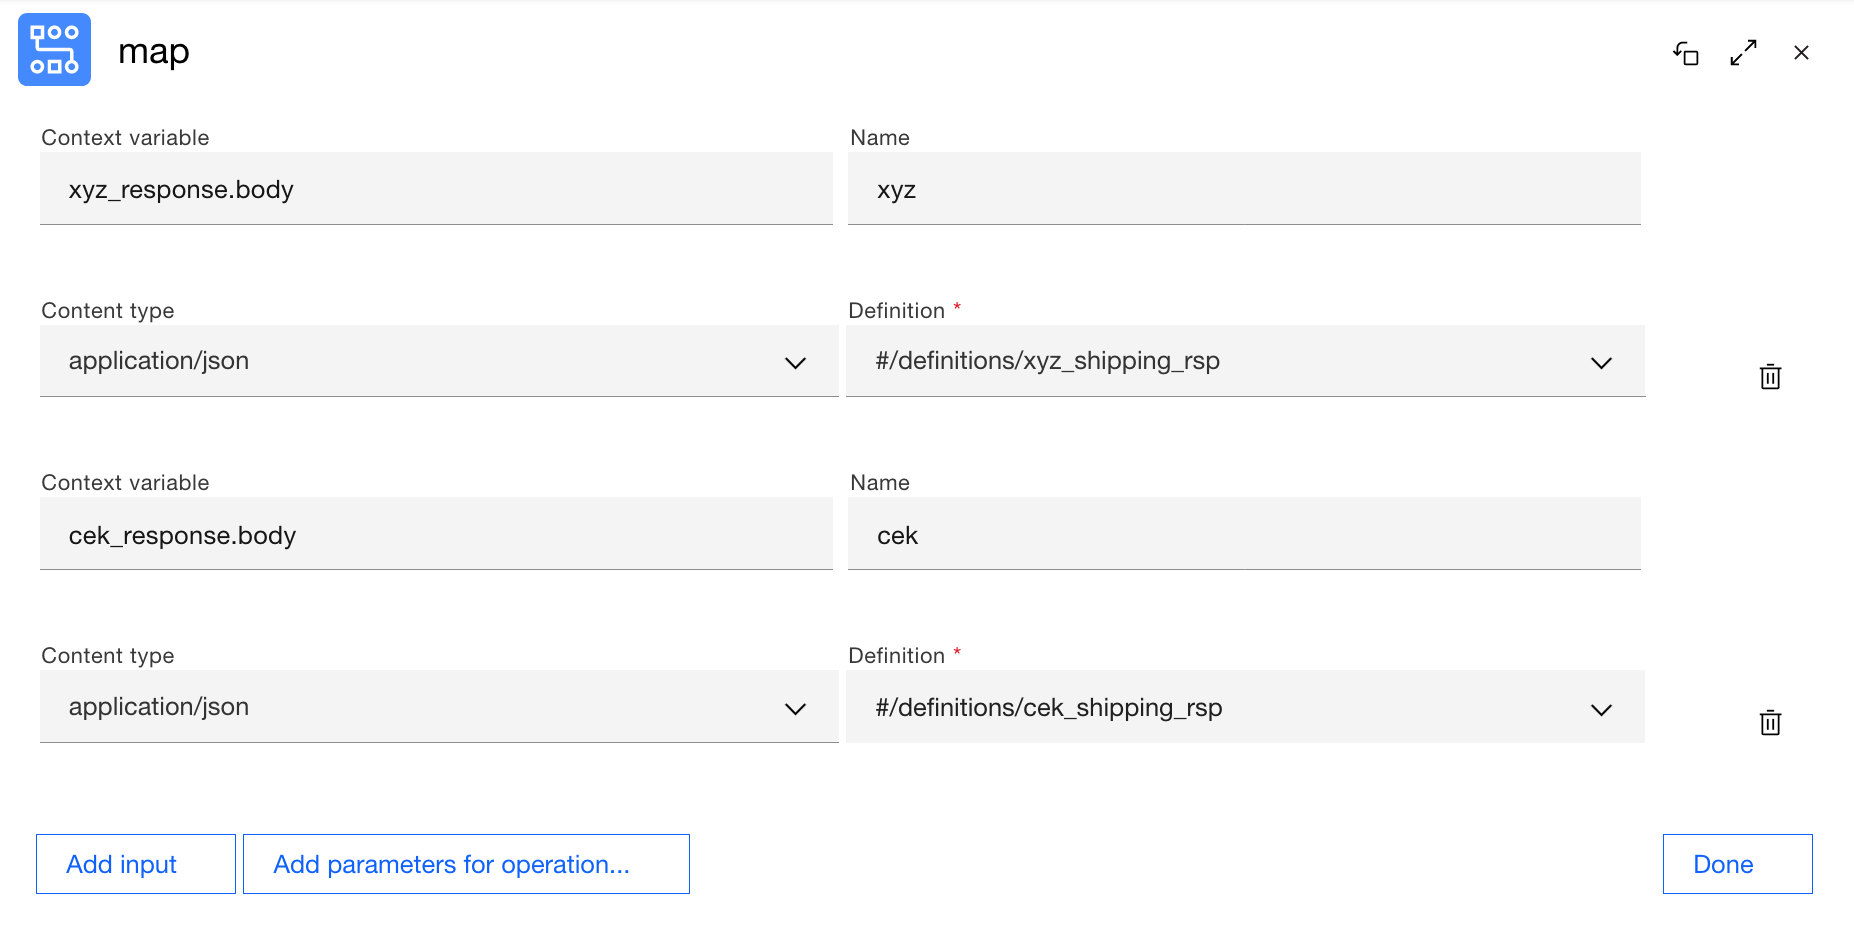 map
Context variable
Name
xyz_response.body
xyz
Content type
Definition *
application/json
#/definitions/xyz_shipping_rsp
Context variable
Name
cek_response.body
cek
Content type
Definition *
application/json
#/definitions/cek_shipping_rsp
Add input
Add parameters for operation...
Done